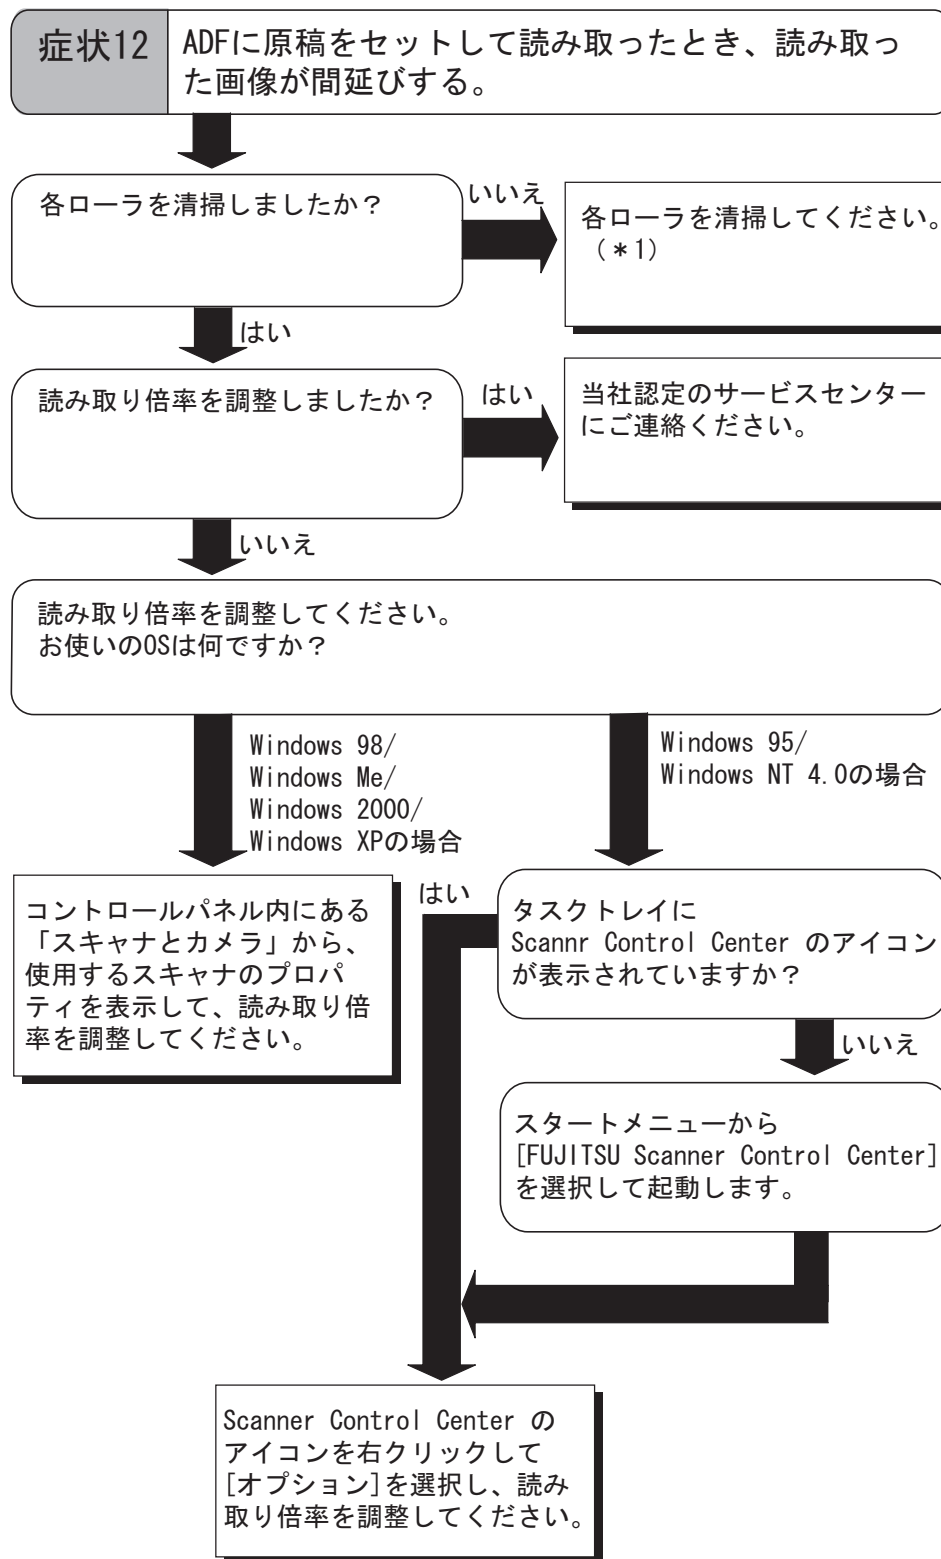 症状12
ADFに原稿をセットして読み取ったとき、読み取っ
た画像が間延びする。
各ローラを清掃しましたか？
いいえ
各ローラを清掃してください。
（＊1）
はい
読み取り倍率を調整しましたか？
はい
当社認定のサービスセンター
にご連絡ください。
いいえ
読み取り倍率を調整してください。
お使いのOSは何ですか？
Windows 98/
Windows Me/
Windows 2000/
Windows XPの場合
Windows 95/
Windows NT 4.0の場合
コントロールパネル内にある
「スキャナとカメラ」から、
使用するスキャナのプロパ
ティを表示して、読み取り倍
率を調整してください。
はい
タスクトレイに
Scannr Control Center のアイコン
が表示されていますか？
いいえ
スタートメニューから
[FUJITSU Scanner Control Center]
を選択して起動します。
Scanner Control Center の
アイコンを右クリックして
[オプション]を選択し、読み
取り倍率を調整してください。